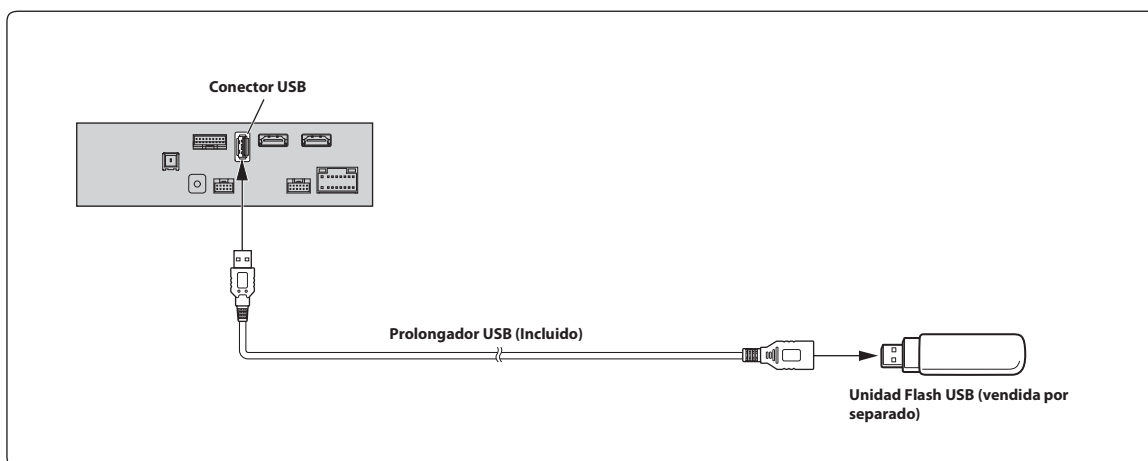 Conector USB
Prolongador USB (Incluido)
Unidad Flash USB (vendida por
separado)